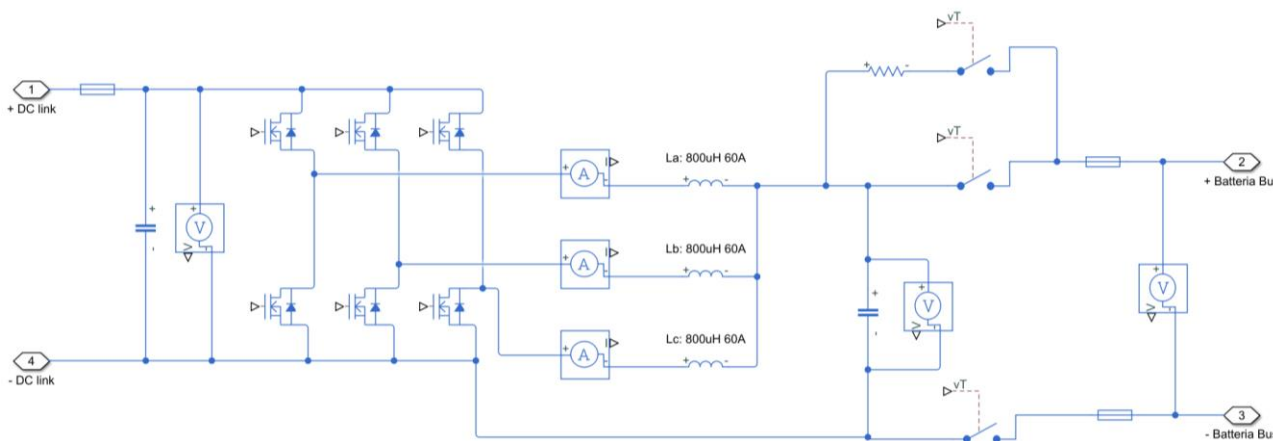 vT
1
+ DC link
vT
La: 800uH 60A
2
+ Batteria Bu
Lb: 800uH 60A
Lc: 800uH 60A
4
- DC link
vT
3
- Batteria Bu
+
-
A
I
V